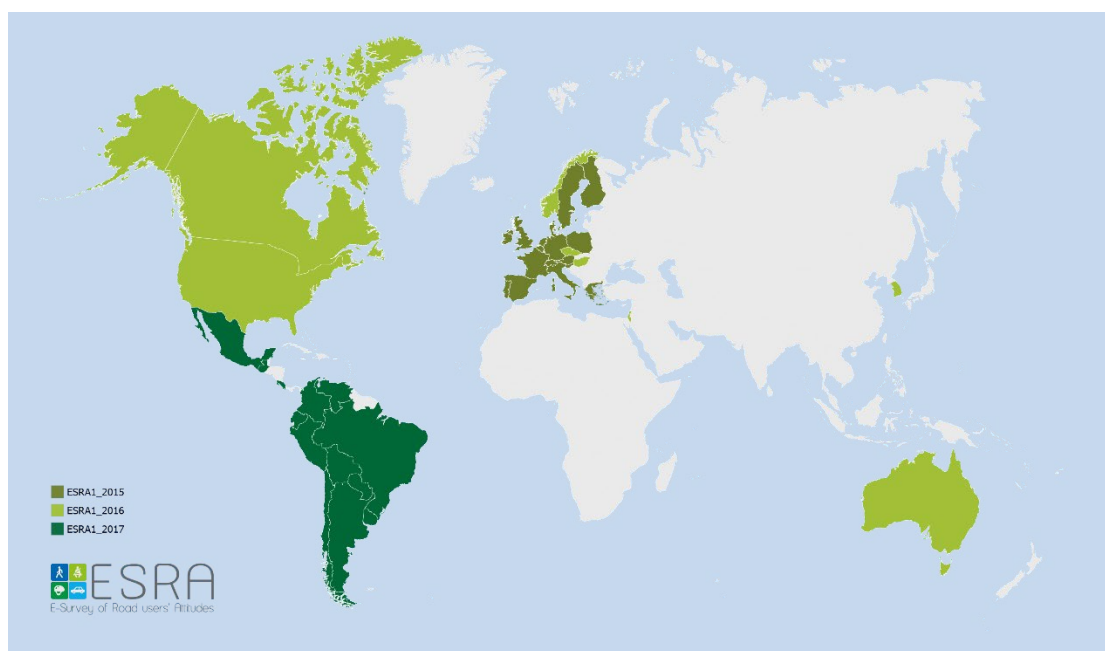 ESRA1_2015
ESRA1_2016
ESRA1_2017
ESRA
E-Survey of Road users' Attitudes